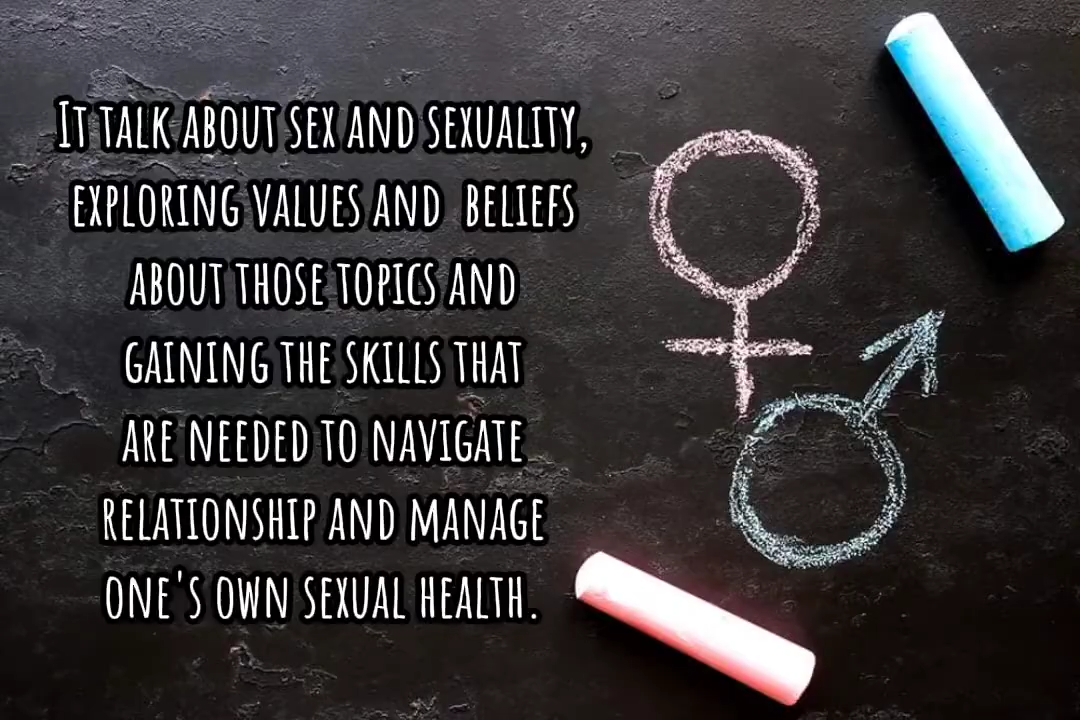 It talk about sex and sexuality,
exploring values and beliefs
about those topics and
gaining the skills that
are needed to navigate
relationship and manage
one's own sexual health.